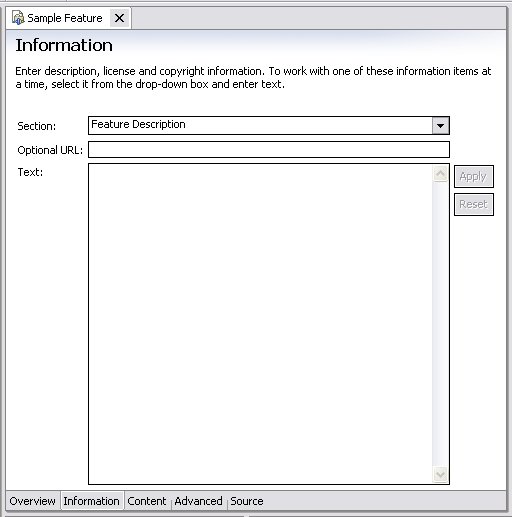 Sample Feature
Information
Enter description, license and copyright information. To work with one of these information items at
a time, select it from the drop-down box and enter text.
Section: Feature Description
Optional URL:
Text:
Apply
Reset
Overview Information Content Advanced Source